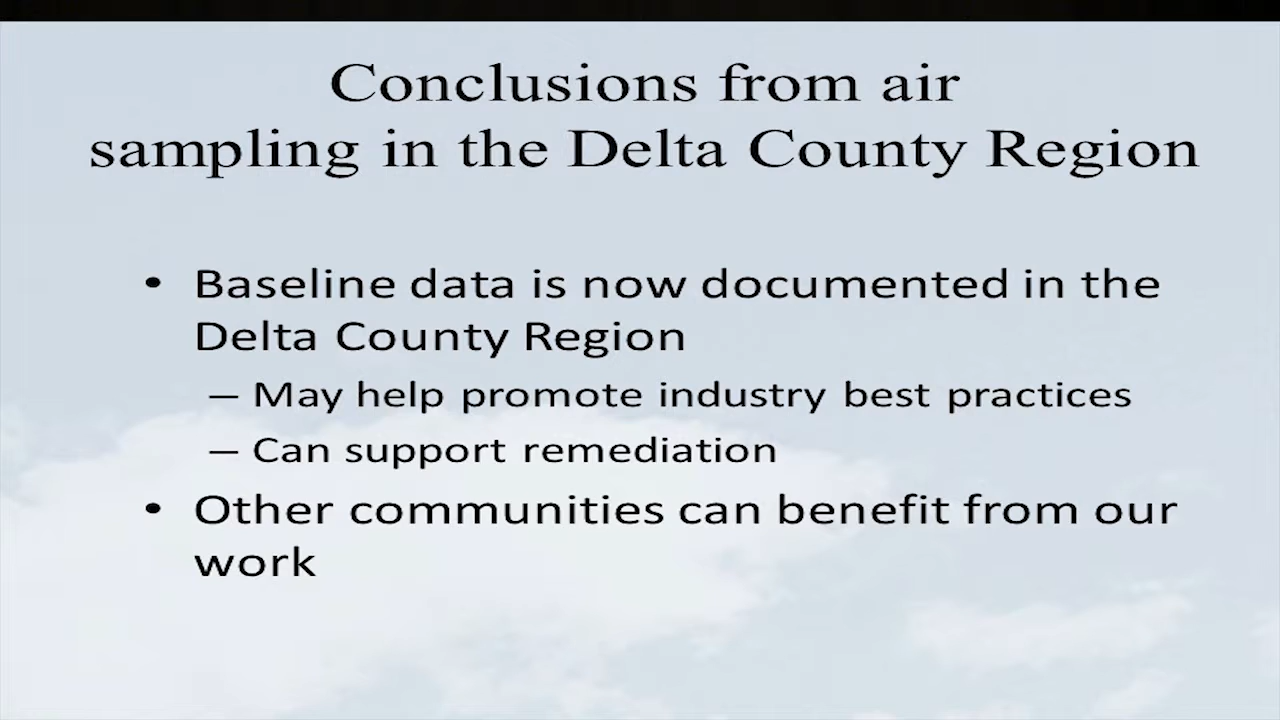 Conclusions from air
sampling in the Delta County Region
• Baseline data is now documented in the
Delta County Region
– May help promote industry best practices
– Can support remediation
• Other communities can benefit from our
work